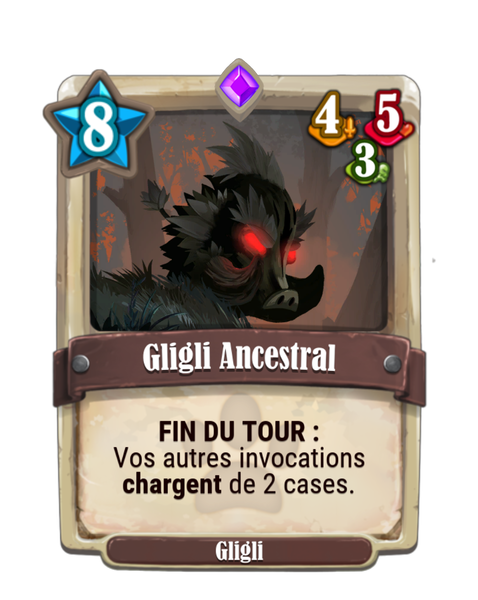 8
4 5
3
Gligli Ancestral
FIN DU TOUR :
Vos autres invocations
chargent de 2 cases.
Gligli